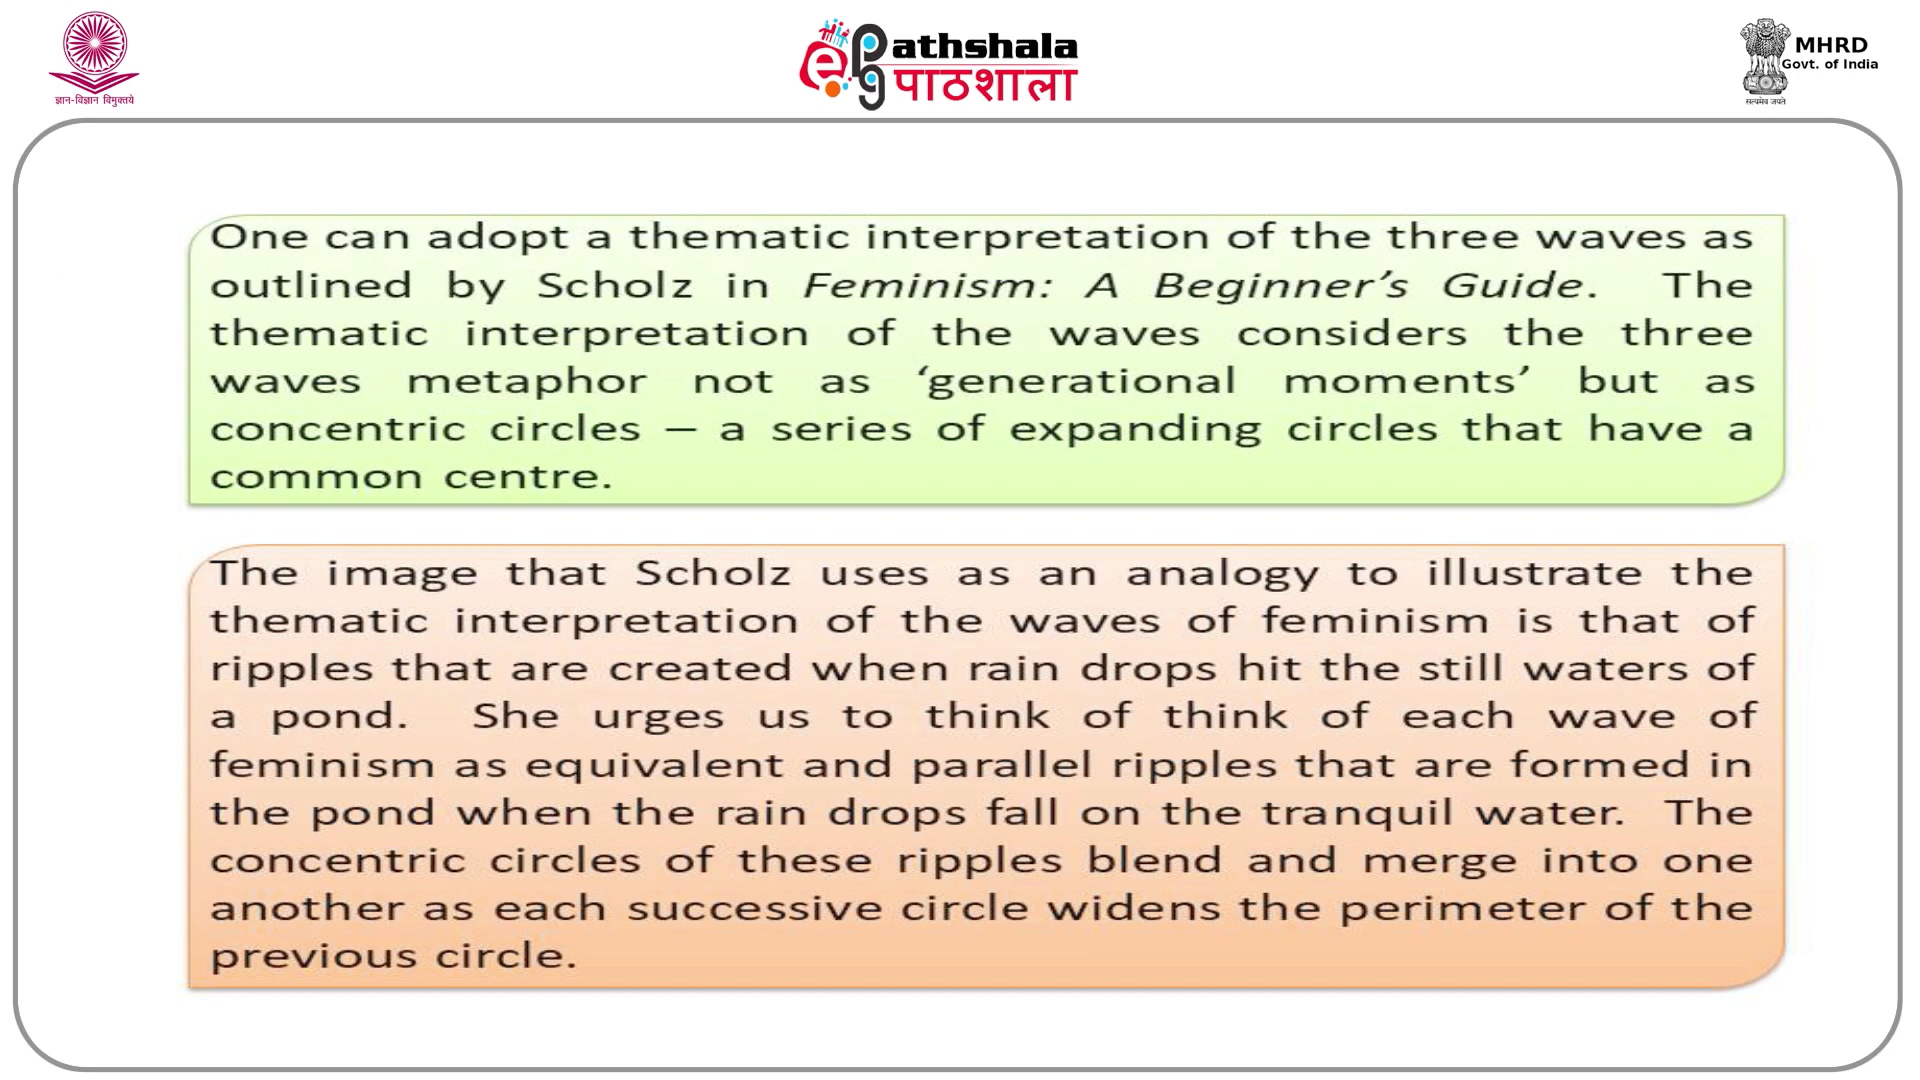 ज्ञान-विज्ञान विमुक्तये
athshala
पाठशाला
MHRD
Govt. of India
सत्यमेव जयते
One can adopt a thematic interpretation of the three waves as
outlined by Scholz in Feminism: A Beginner’s Guide. The
thematic interpretation of the waves considers the three
waves metaphor not as ‘generational moments’ but as
concentric circles – a series of expanding circles that have a
common centre.
The image that Scholz uses as an analogy to illustrate the
thematic interpretation of the waves of feminism is that of
ripples that are created when rain drops hit the still waters of
a pond. She urges us to think of think of each wave of
feminism as equivalent and parallel ripples that are formed in
the pond when the rain drops fall on the tranquil water. The
concentric circles of these ripples blend and merge into one
another as each successive circle widens the perimeter of the
previous circle.